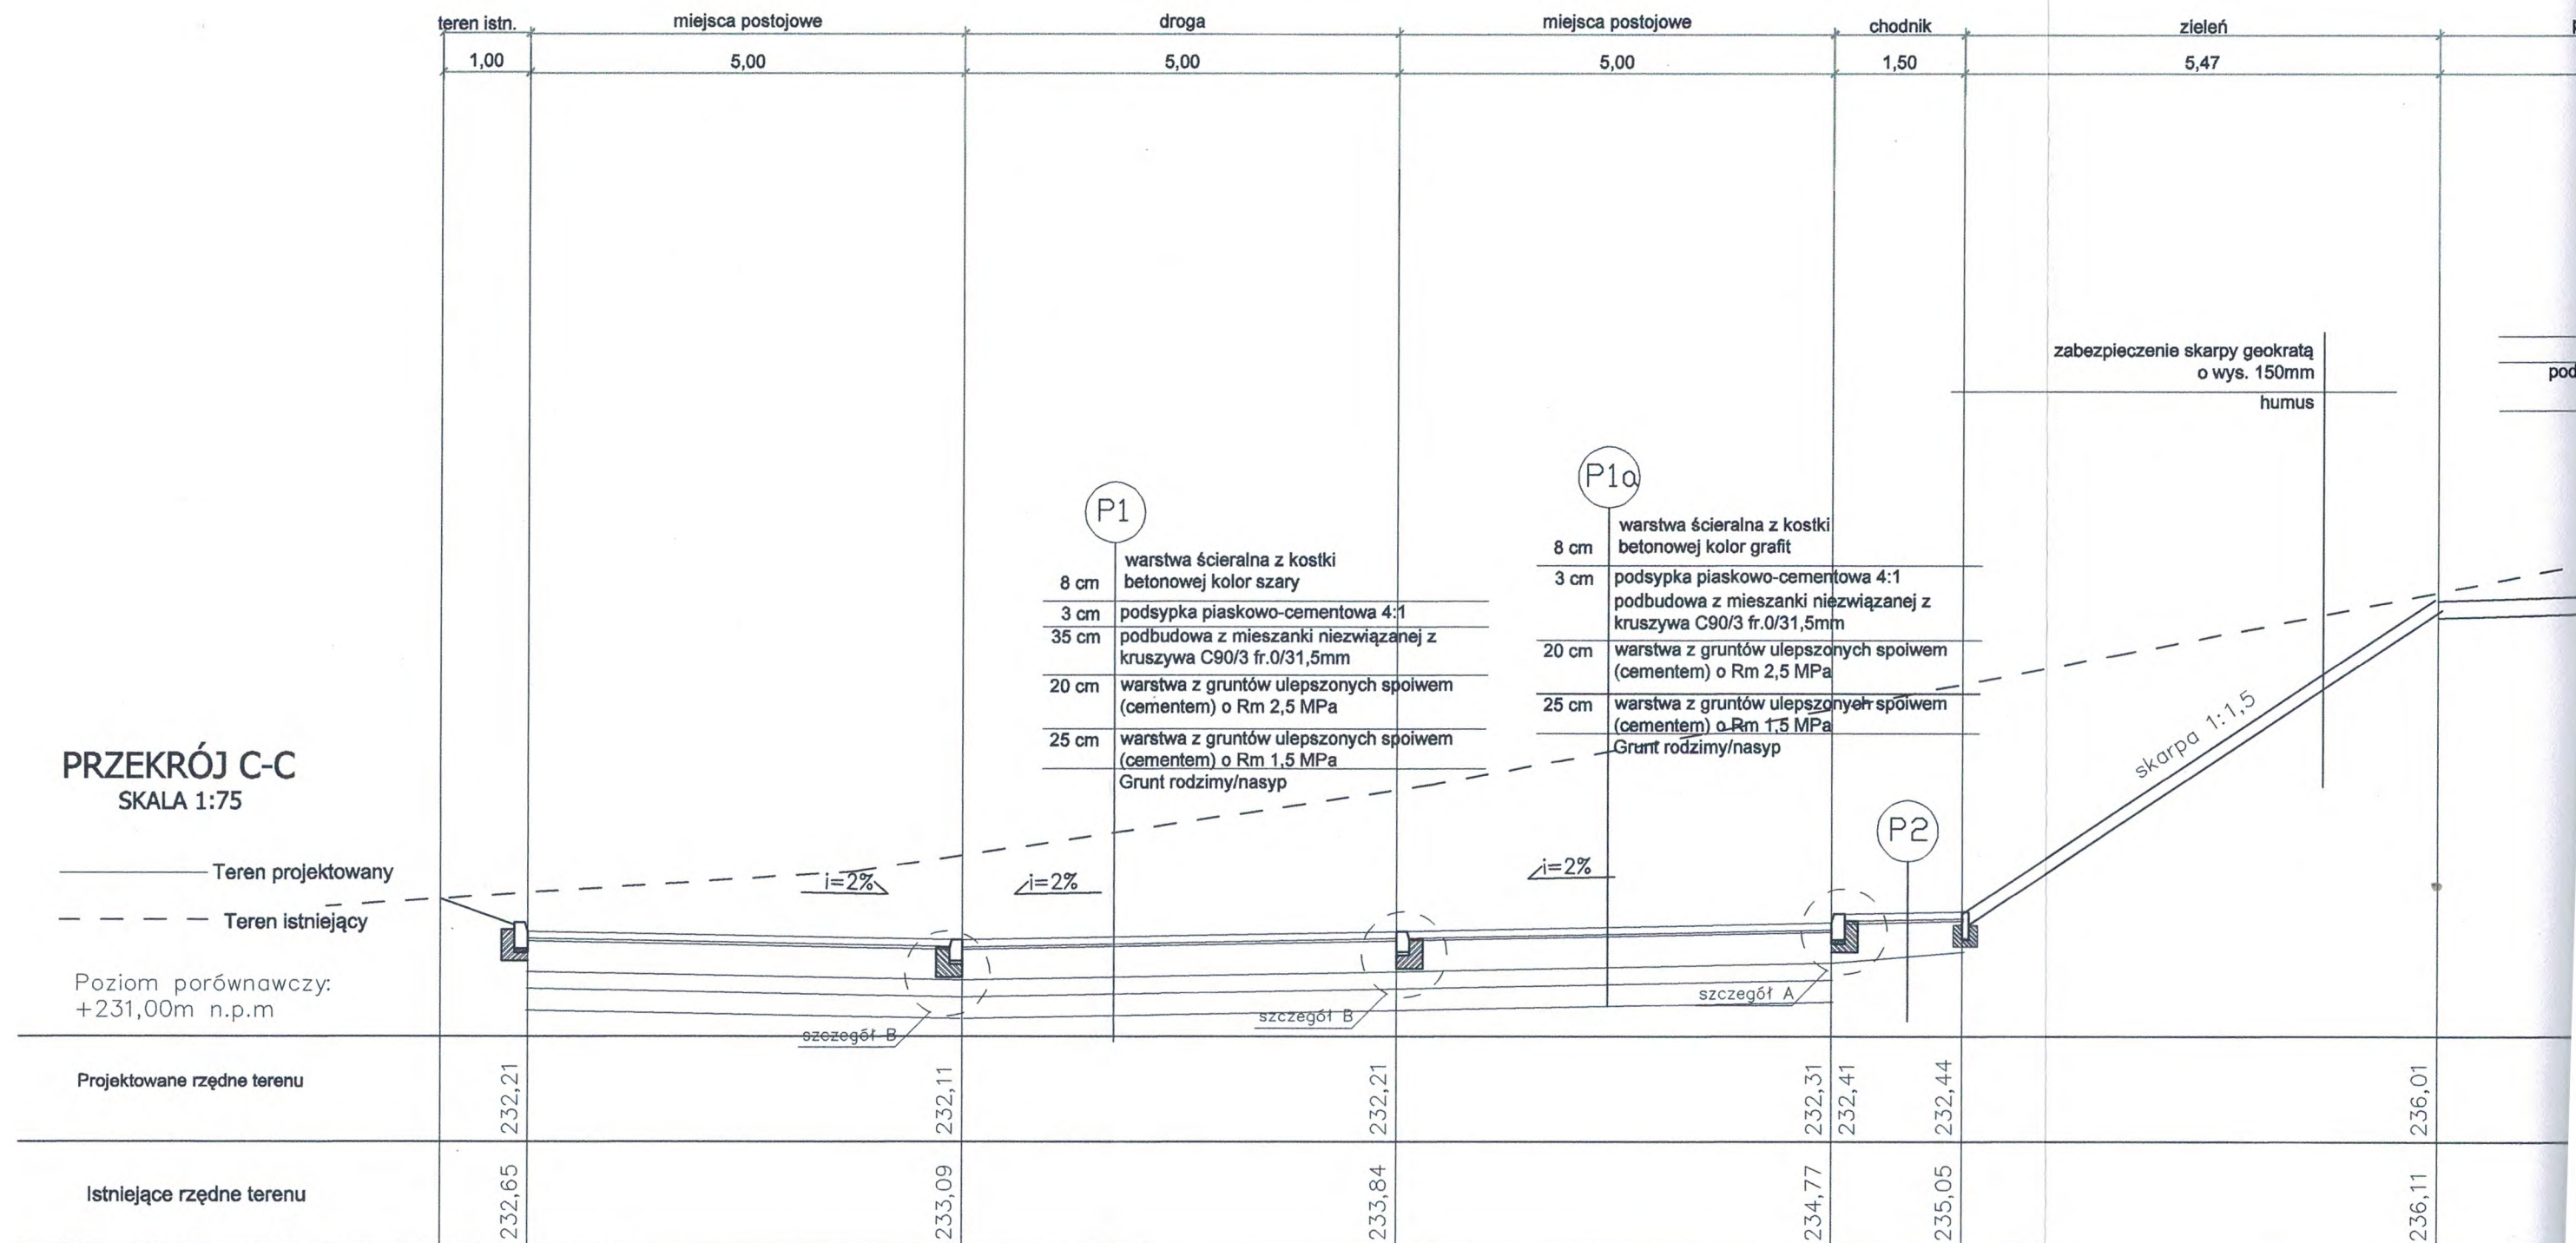 teren istn.
miejsca postojowe
droga
miejsca postojowe
chodnik
zieleń
1,00
5,00
5,00
5,00
1,50
5,47
zabezpieczenie skarpy geokratą
o wys. 150mm
humus
pod
P1
warstwa ścieralna z kostki
8 cm betonowej kolor szary
3 cm podsypka piaskowo-cementowa 4:1
35 cm podbudowa z mieszanki niezwiązanej z
kruszywa C90/3 fr.0/31,5mm
20 cm warstwa z gruntów ulepszonych spoiwem
(cementem) o Rm 2,5 MPa
25 cm warstwa z gruntów ulepszonych spoiwem
(cementem) o Rm 1,5 MPa
Grunt rodzimy/nasyp
P1a
warstwa ścieralna z kostki
8 cm betonowej kolor grafit
3 cm podsypka piaskowo-cementowa 4:1
podbudowa z mieszanki niezwiązanej z
kruszywa C90/3 fr.0/31,5mm
20 cm warstwa z gruntów ulepszonych spoiwem
(cementem) o Rm 2,5 MPa
25 cm warstwa z gruntów ulepszonych spoiwem
(cementem) o Rm 1,5 MPa
Grunt rodzimy/nasyp
P2
skarpa 1:1,5
PRZEKRÓJ C-C
SKALA 1:75
Teren projektowany
Teren istniejący
i=2%
i=2%
i=2%
Poziom porównawczy:
+231,00m n.p.m
szczegół B
szczegół B
szczegół A
Projektowane rzędne terenu
232,21
232,11
232,21
232,31
232,41
232,44
236,01
Istniejące rzędne terenu
232,65
233,09
233,84
234,77
235,05
236,11